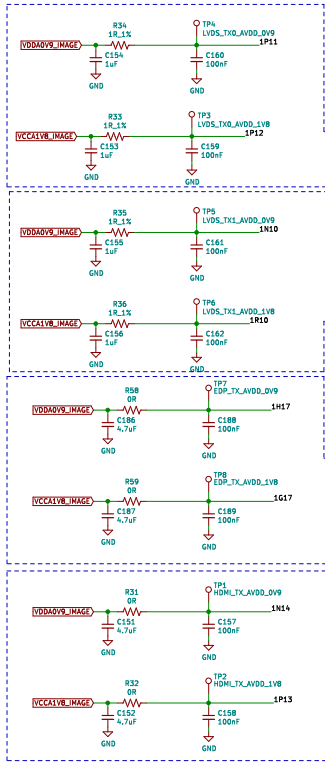 R34
1R_1%
TP4
LVDS_TX0_AVDD_0V9
VDDA0V9_IMAGE
1P11
C154
1uF
C160
100nF
GND
GND
R33
1R_1%
TP3
LVDS_TX0_AVDD_1V8
VCCA1V8_IMAGE
1P12
C153
1uF
C159
100nF
GND
GND
R35
1R_1%
TP5
LVDS_TX1_AVDD_0V9
VDDA0V9_IMAGE
1N10
C155
1uF
C161
100nF
GND
GND
R36
1R_1%
TP6
LVDS_TX1_AVDD_1V8
VCCA1V8_IMAGE
1R10
C156
1uF
C162
100nF
GND
GND
R58
0R
TP7
EDP_TX_AVDD_0V9
VDDA0V9_IMAGE
1H17
C186
4.7uF
C188
100nF
GND
GND
R59
0R
TP8
EDP_TX_AVDD_1V8
VCCA1V8_IMAGE
1G17
C187
4.7uF
C189
100nF
GND
GND
R31
0R
TP1
HDMI_TX_AVDD_0V9
VDDA0V9_IMAGE
1N14
C151
4.7uF
C157
100nF
GND
GND
R32
0R
TP2
HDMI_TX_AVDD_1V8
VCCA1V8_IMAGE
1P13
C152
4.7uF
C158
100nF
GND
GND